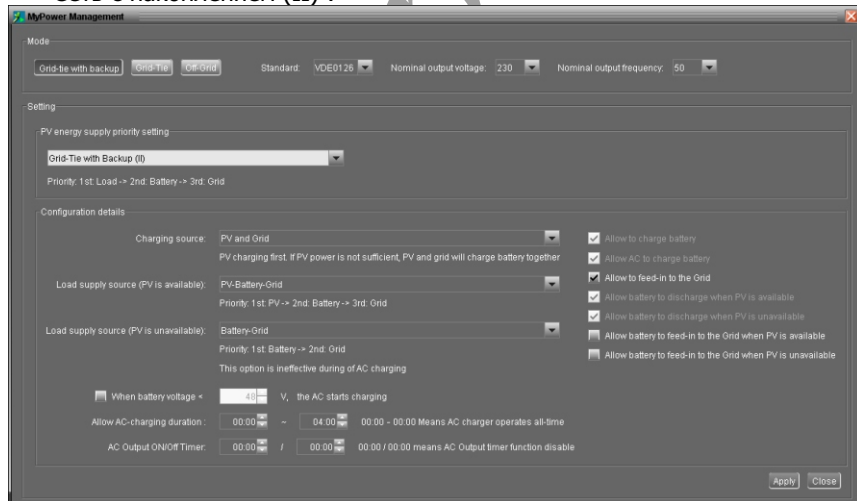 MyPower Management
Mode
Grid-tie with backup Grid-Tie Off-Grid Standard: VDE0126 Nominal output voltage: 230 Nominal output frequency: 50
Setting
PV energy supply priority setting
Grid-Tie with Backup (II)
Priority: 1st: Load -> 2nd: Battery -> 3rd: Grid
Configuration details
Charging source: PV and Grid
PV charging first. If PV power is not sufficient, PV and grid will charge battery together
Load supply source (PV is available): PV-Battery-Grid
Priority: 1st: PV -> 2nd: Battery -> 3rd: Grid
Load supply source (PV is unavailable): Battery-Grid
Priority: 1st: Battery -> 2nd: Grid
This option is ineffective during of AC charging
When battery voltage < 48 V, the AC starts charging
Allow AC-charging duration : 00:00 ~ 04:00 00:00 ~ 00:00 Means AC charger operates all-time
AC Output ON/Off Timer: 00:00 / 00:00 00:00 / 00:00 means AC Output timer function disable
Allow to charge battery
Allow AC to charge battery
Allow to feed-in to the Grid
Allow battery to discharge when PV is available
Allow battery to discharge when PV is unavailable
Allow battery to feed-in to the Grid when PV is available
Allow battery to feed-in to the Grid when PV is unavailable
Apply Close